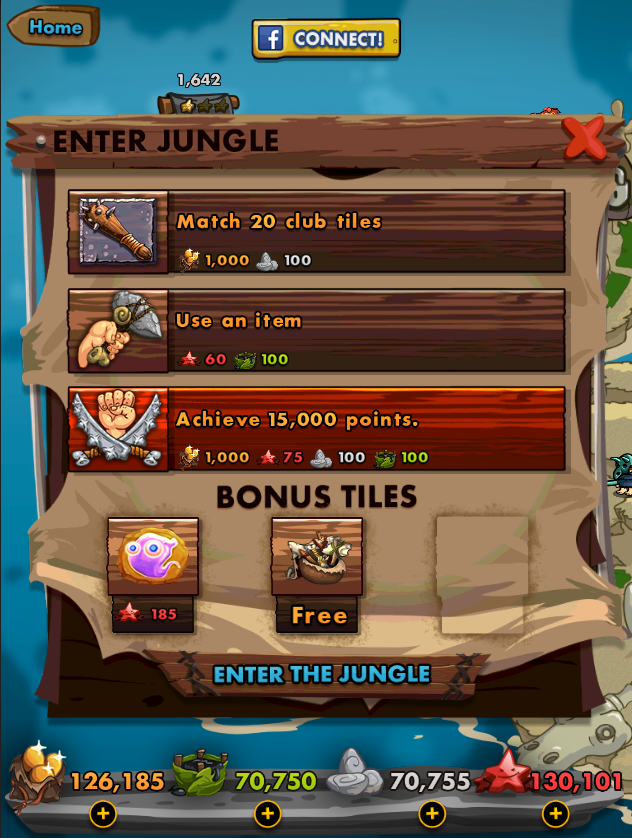 Home
f CONNECT!
1,642
ENTER JUNGLE
Match 20 club tiles
1,000 100
Use an item
60 100
Achieve 15,000 points.
1,000 75 100 100
BONUS TILES
185 Free
ENTER THE JUNGLE
126,185 70,750 70,755 130,101
+ + + +